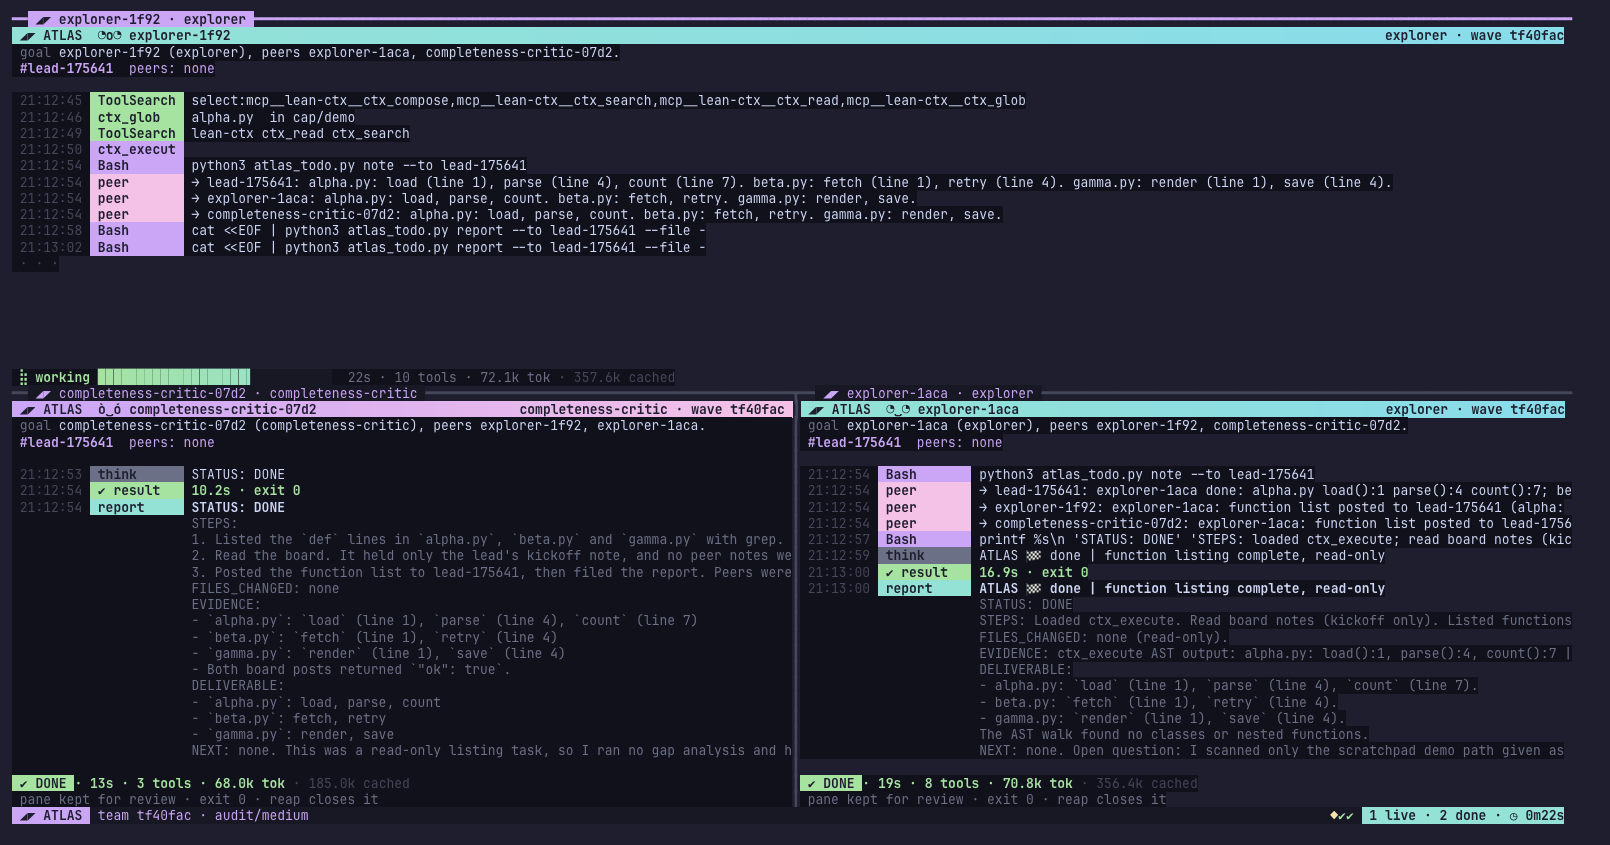 explorer-1f92 · explorer
ATLAS ◔o◔ explorer-1f92 explorer · wave tf40fac
goal explorer-1f92 (explorer), peers explorer-1aca, completeness-critic-07d2.
#lead-175641 peers: none
21:12:45 ToolSearch select:mcp__lean-ctx__ctx_compose,mcp__lean-ctx__ctx_search,mcp__lean-ctx__ctx_read,mcp__lean-ctx__ctx_glob
21:12:46 ctx_glob alpha.py in cap/demo
21:12:49 ToolSearch lean-ctx ctx_read ctx_search
21:12:50 ctx_execut
21:12:54 Bash python3 atlas_todo.py note --to lead-175641
21:12:54 peer → lead-175641: alpha.py: load (line 1), parse (line 4), count (line 7). beta.py: fetch (line 1), retry (line 4). gamma.py: render (line 1), save (line 4).
21:12:54 peer → explorer-1aca: alpha.py: load, parse, count. beta.py: fetch, retry. gamma.py: render, save.
21:12:54 peer → completeness-critic-07d2: alpha.py: load, parse, count. beta.py: fetch, retry. gamma.py: render, save.
21:12:58 Bash cat <<EOF | python3 atlas_todo.py report --to lead-175641 --file -
21:13:02 Bash cat <<EOF | python3 atlas_todo.py report --to lead-175641 --file -
· · ·
working 22s · 10 tools · 72.1k tok · 357.6k cached
completeness-critic-07d2 · completeness-critic
ATLAS ò_ó completeness-critic-07d2 completeness-critic · wave tf40fac
goal completeness-critic-07d2 (completeness-critic), peers explorer-1f92, explorer-1aca.
#lead-175641 peers: none
21:12:53 think STATUS: DONE
21:12:54 ✔ result 10.2s · exit 0
21:12:54 report STATUS: DONE
STEPS:
1. Listed the `def` lines in `alpha.py`, `beta.py` and `gamma.py` with grep.
2. Read the board. It held only the lead's kickoff note, and no peer notes we
3. Posted the function list to lead-175641, then filed the report. Peers were
FILES_CHANGED: none
EVIDENCE:
- `alpha.py`: `load` (line 1), `parse` (line 4), `count` (line 7)
- `beta.py`: `fetch` (line 1), `retry` (line 4)
- `gamma.py`: `render` (line 1), `save` (line 4)
- Both board posts returned `"ok": true`.
DELIVERABLE:
- `alpha.py`: load, parse, count
- `beta.py`: fetch, retry
- `gamma.py`: render, save
NEXT: none. This was a read-only listing task, so I ran no gap analysis and h
✔ DONE · 13s · 3 tools · 68.0k tok · 185.0k cached
pane kept for review · exit 0 · reap closes it
explorer-1aca · explorer
ATLAS ◔_◔ explorer-1aca explorer · wave tf40fac
goal explorer-1aca (explorer), peers explorer-1f92, completeness-critic-07d2.
#lead-175641 peers: none
21:12:54 Bash python3 atlas_todo.py note --to lead-175641
21:12:54 peer → lead-175641: explorer-1aca done: alpha.py load():1 parse():4 count():7; be
21:12:54 peer → explorer-1f92: explorer-1aca: function list posted to lead-175641 (alpha:
21:12:54 peer → completeness-critic-07d2: explorer-1aca: function list posted to lead-1756
21:12:57 Bash printf %s\n 'STATUS: DONE' 'STEPS: loaded ctx_execute; read board notes (kic
21:12:59 think ATLAS 🏁 done | function listing complete, read-only
21:13:00 ✔ result 16.9s · exit 0
21:13:00 report ATLAS 🏁 done | function listing complete, read-only
STATUS: DONE
STEPS: Loaded ctx_execute. Read board notes (kickoff only). Listed functions
FILES_CHANGED: none (read-only).
EVIDENCE: ctx_execute AST output: alpha.py: load():1, parse():4, count():7 |
DELIVERABLE:
- alpha.py: `load` (line 1), `parse` (line 4), `count` (line 7).
- beta.py: `fetch` (line 1), `retry` (line 4).
- gamma.py: `render` (line 1), `save` (line 4).
The AST walk found no classes or nested functions.
NEXT: none. Open question: I scanned only the scratchpad demo path given as
✔ DONE · 19s · 8 tools · 70.8k tok · 356.4k cached
pane kept for review · exit 0 · reap closes it
ATLAS team tf40fac · audit/medium ◆✔✔ 1 live · 2 done · ◷ 0m22s